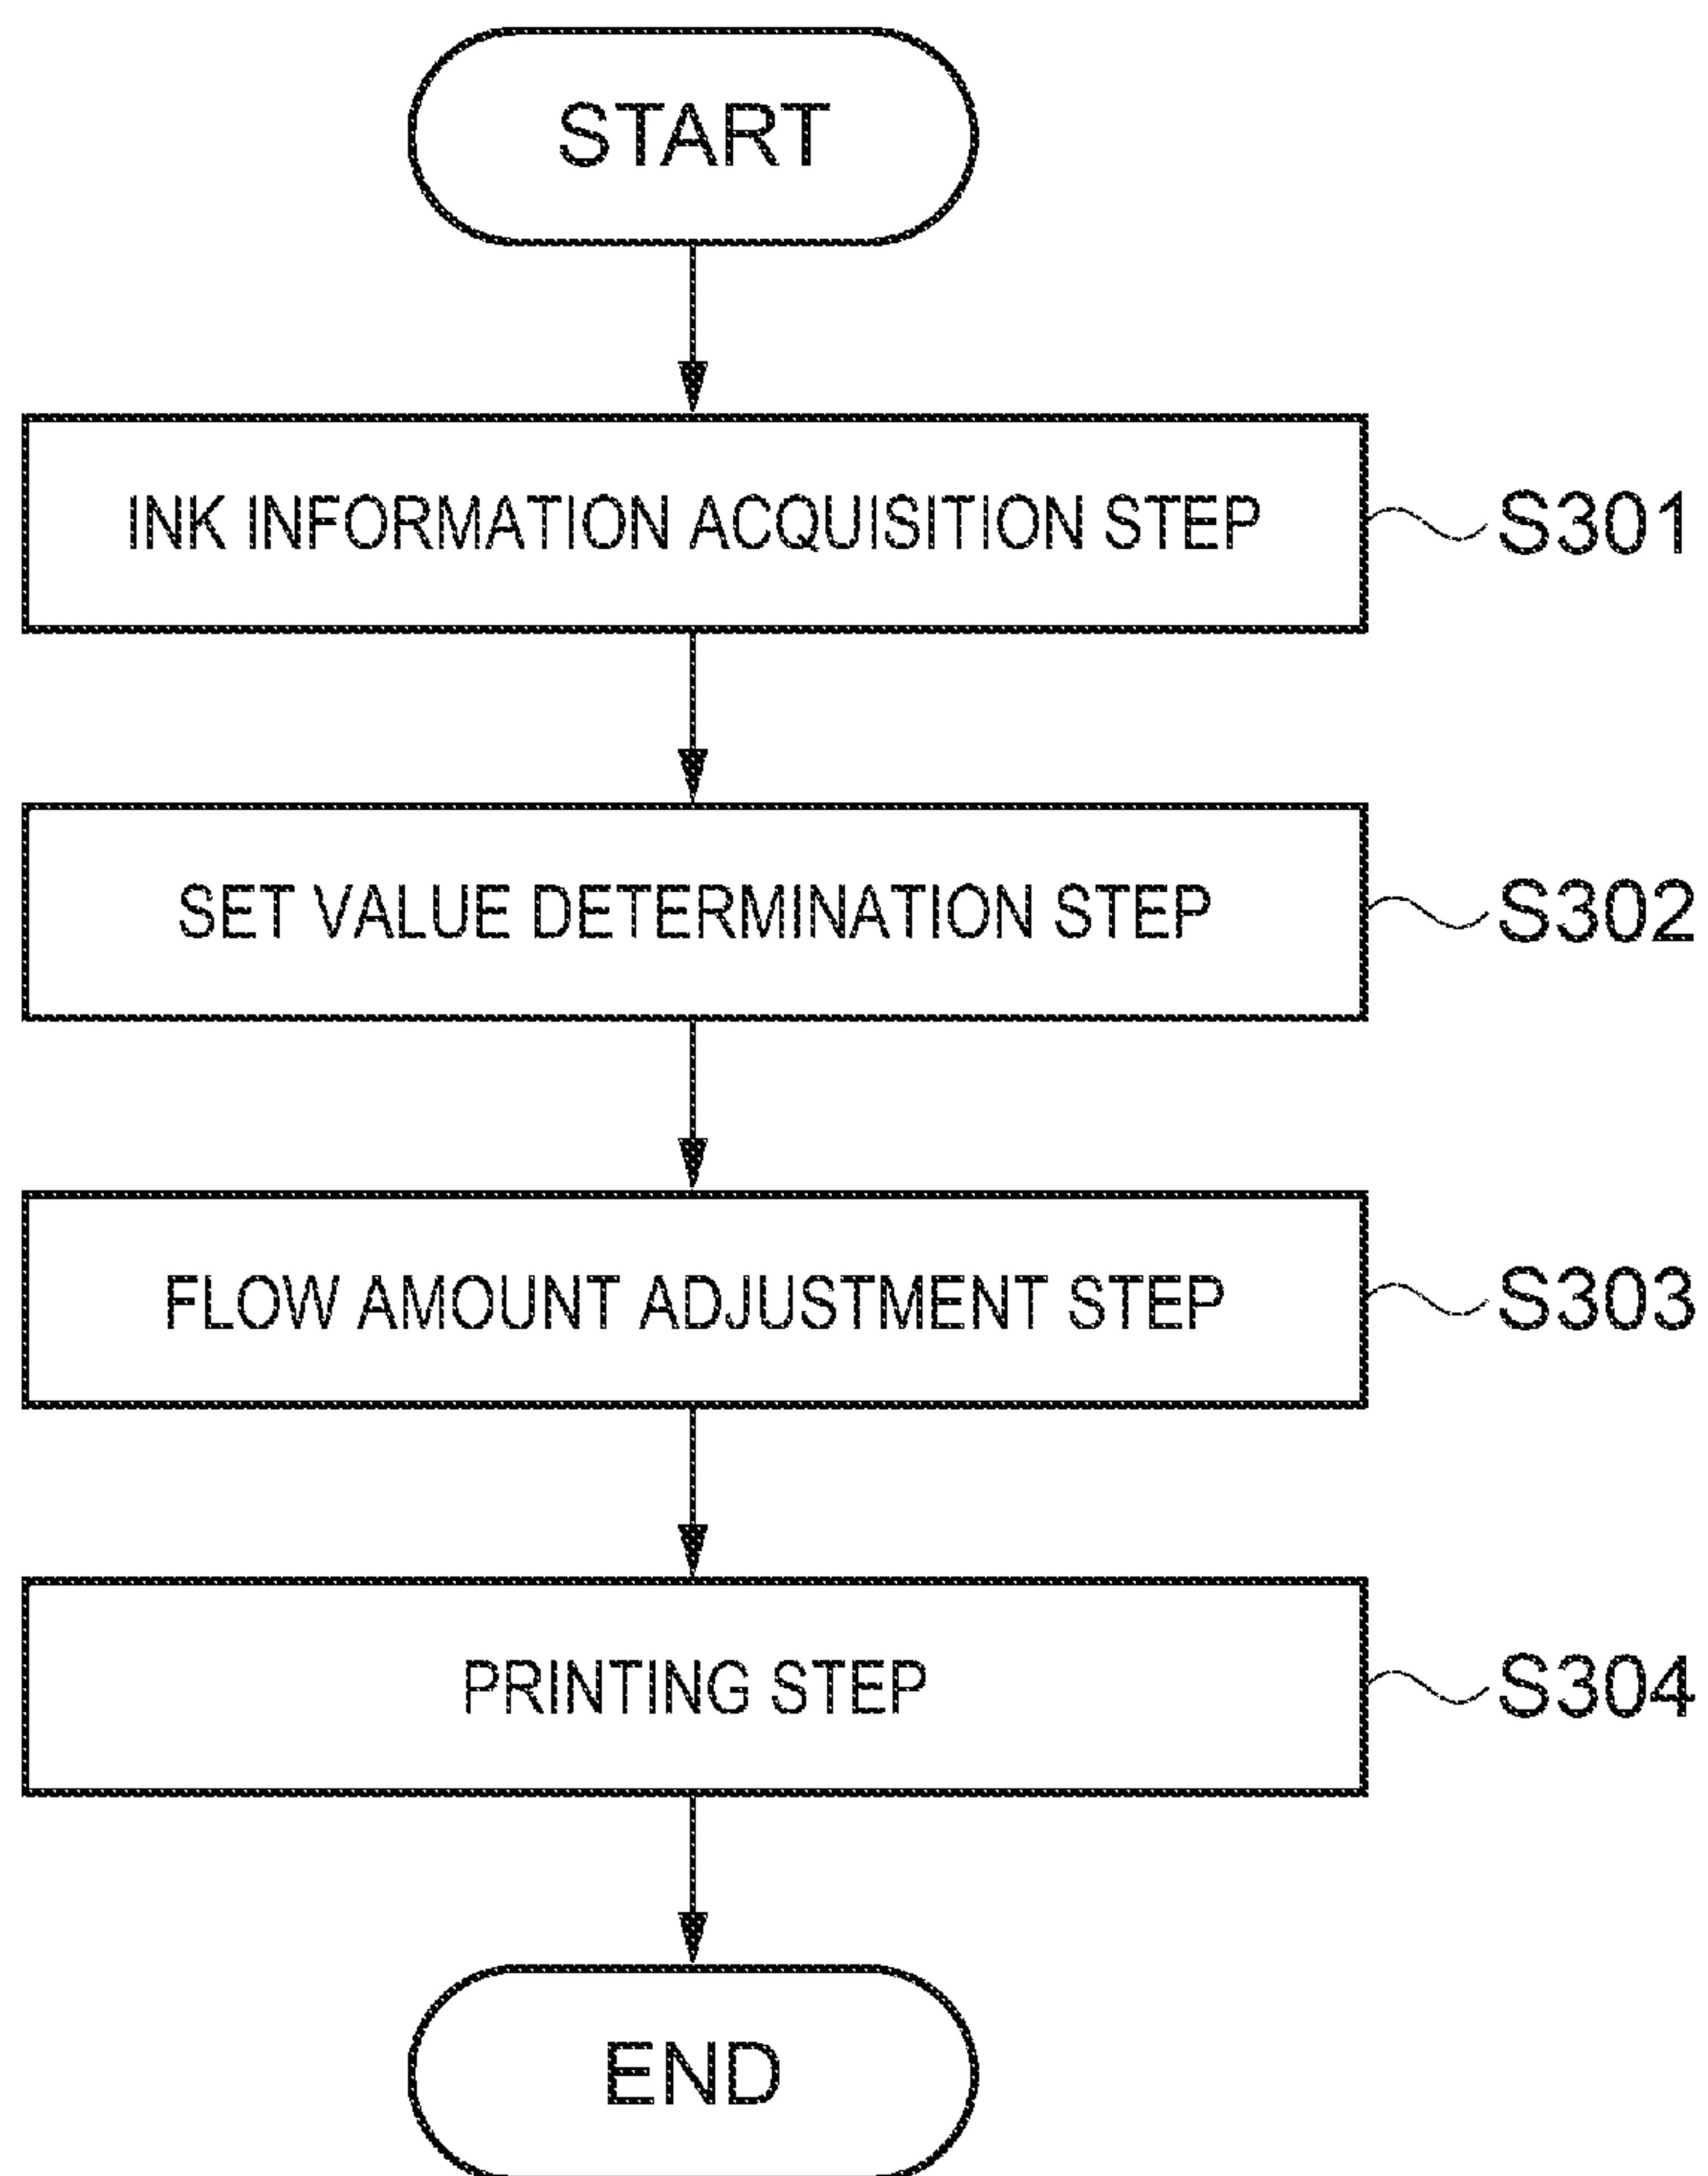 START
INK INFORMATION ACQUISITION STEP S301
SET VALUE DETERMINATION STEP S302
FLOW AMOUNT ADJUSTMENT STEP S303
PRINTING STEP S304
END